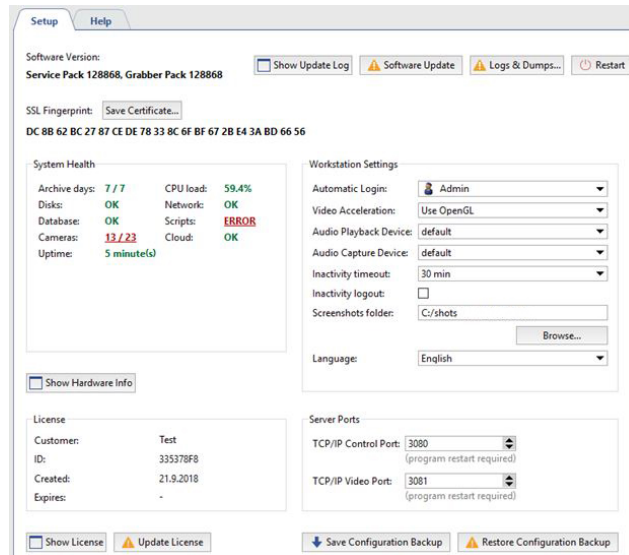 Setup Help
Software Version:
Service Pack 128868, Grabber Pack 128868
Show Update Log Software Update Logs & Dumps... Restart
SSL Fingerprint: Save Certificate...
DC 8B 62 BC 27 87 CE DE 78 33 8C 6F BF 67 2B E4 3A BD 66 56
System Health
Archive days: 7 / 7 CPU load: 59.4%
Disks: OK Network: OK
Database: OK Scripts: ERROR
Cameras: 13 / 23 Cloud: OK
Uptime: 5 minute(s)
Show Hardware Info
Workstation Settings
Automatic Login: Admin
Video Acceleration: Use OpenGL
Audio Playback Device: default
Audio Capture Device: default
Inactivity timeout: 30 min
Inactivity logout:
Screenshots folder: C:/shots
Browse...
Language: English
License
Customer: Test
ID: 335378F8
Created: 21.9.2018
Expires: -
Show License Update License
Server Ports
TCP/IP Control Port: 3080
(program restart required)
TCP/IP Video Port: 3081
(program restart required)
Save Configuration Backup Restore Configuration Backup